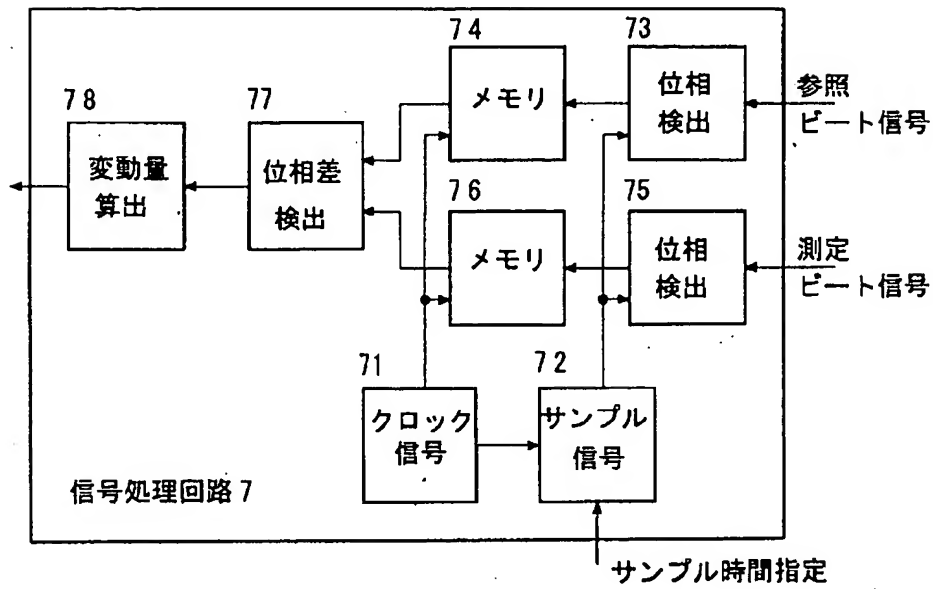 74
73
メモリ
位相
検出
参照
ビート信号
78
77
変動量
算出
位相差
検出
76
75
メモリ
位相
検出
測定
ビート信号
71
72
クロック
信号
サンプル
信号
信号処理回路7
サンプル時間指定